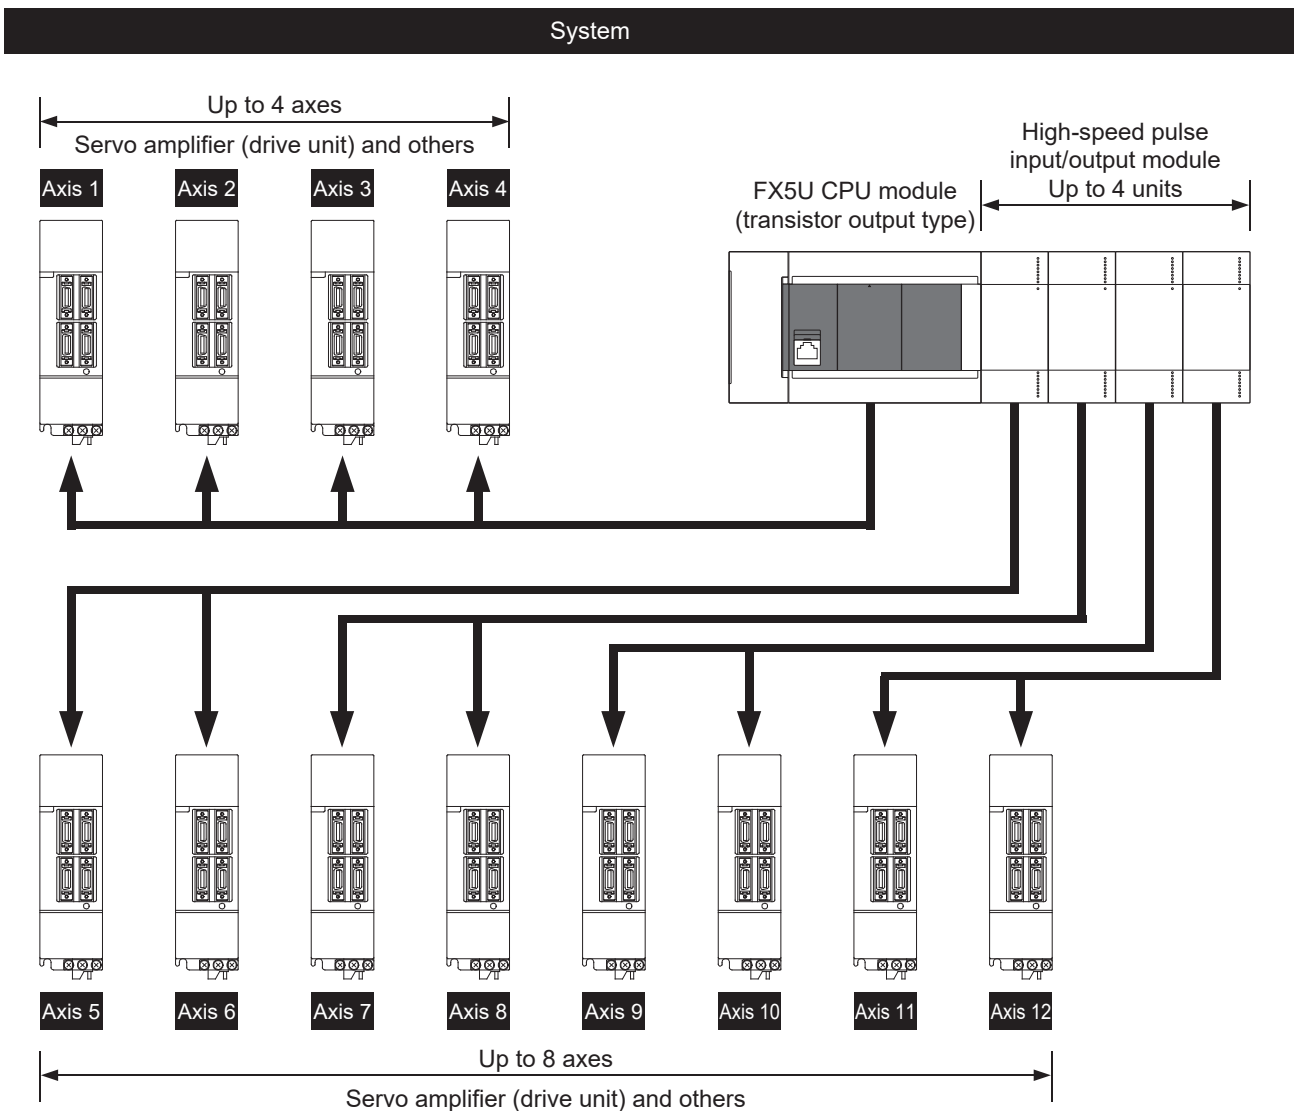 System
Up to 4 axes
Servo amplifier (drive unit) and others
Axis 1
Axis 2
Axis 3
Axis 4
FX5U CPU module
(transistor output type)
High-speed pulse
input/output module
Up to 4 units
Axis 5
Axis 6
Axis 7
Axis 8
Axis 9
Axis 10
Axis 11
Axis 12
Up to 8 axes
Servo amplifier (drive unit) and others